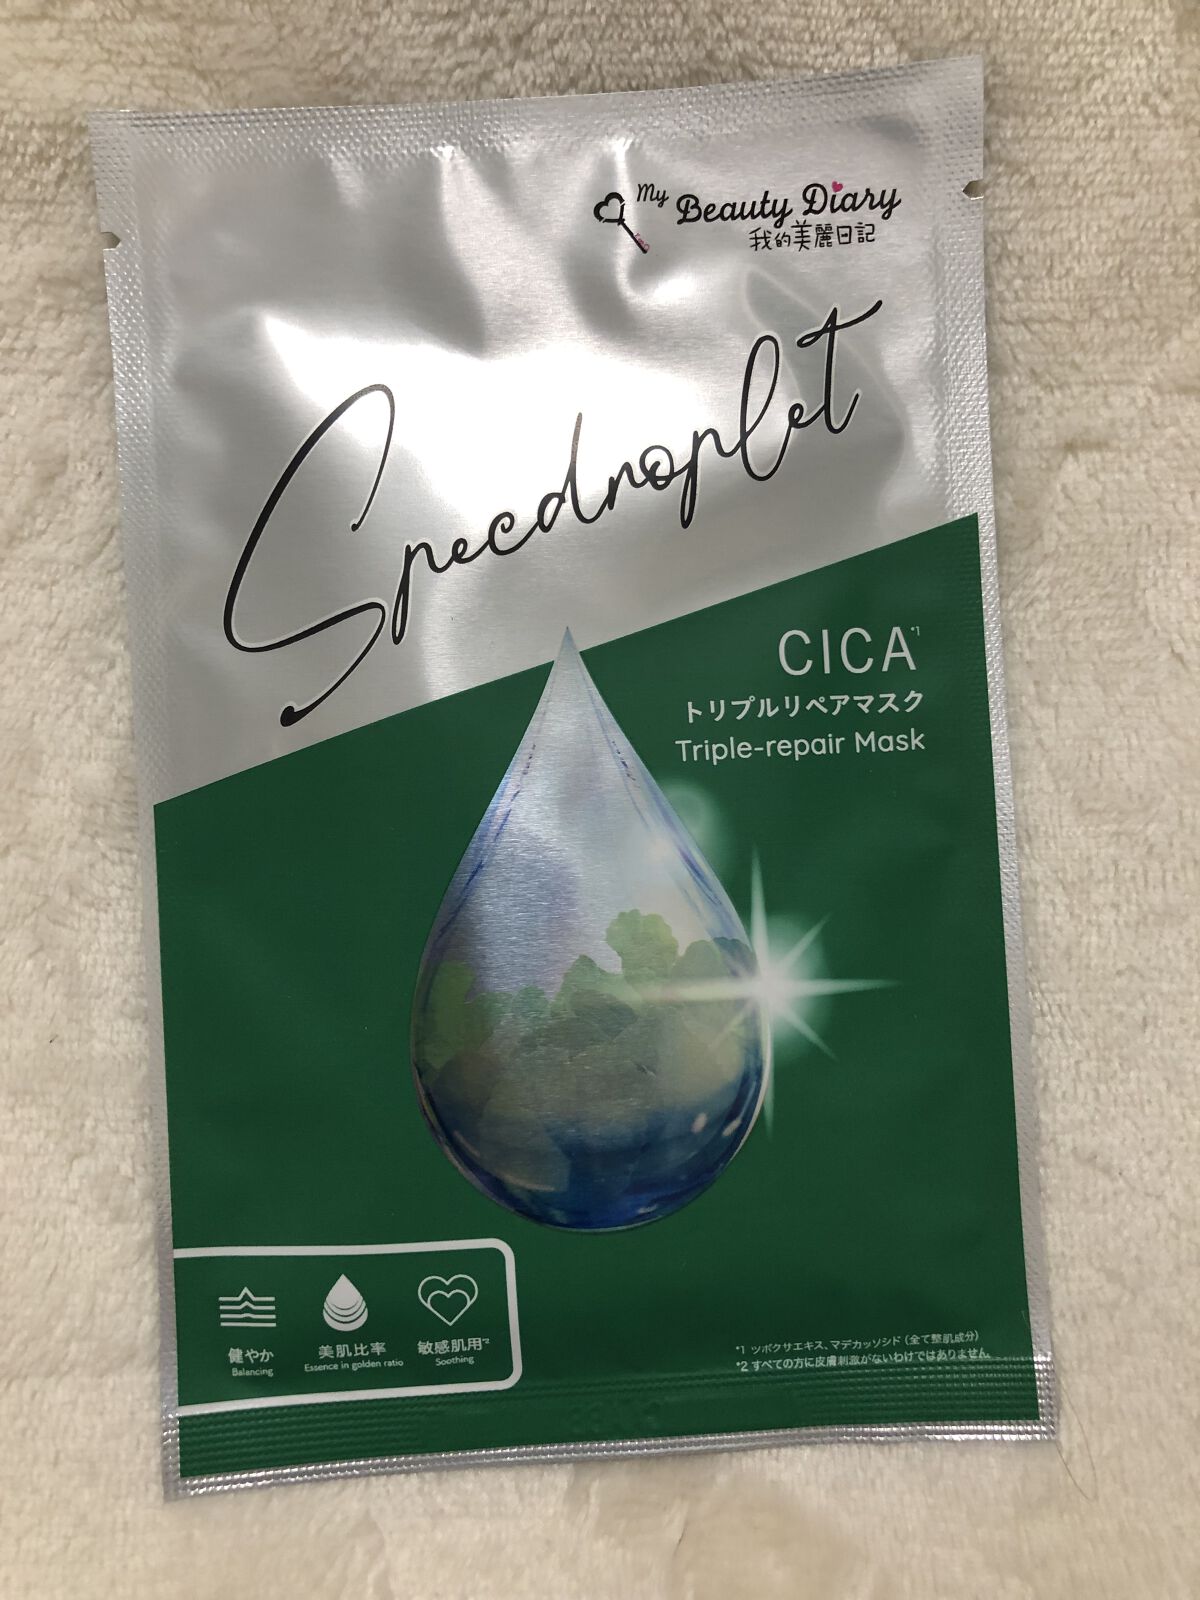 My Beauty Diary
我的美麗日記
Specdroplet
CICA*1
トリプルリペアマスク
Triple-repair Mask
健やか
Balancing
美肌比率
Essence in golden ratio
敏感肌用*2
Soothing
*1 ツボクサエキス、マデカッソシド（全て整肌成分）
*2 すべての方に皮膚刺激がないわけではありません。